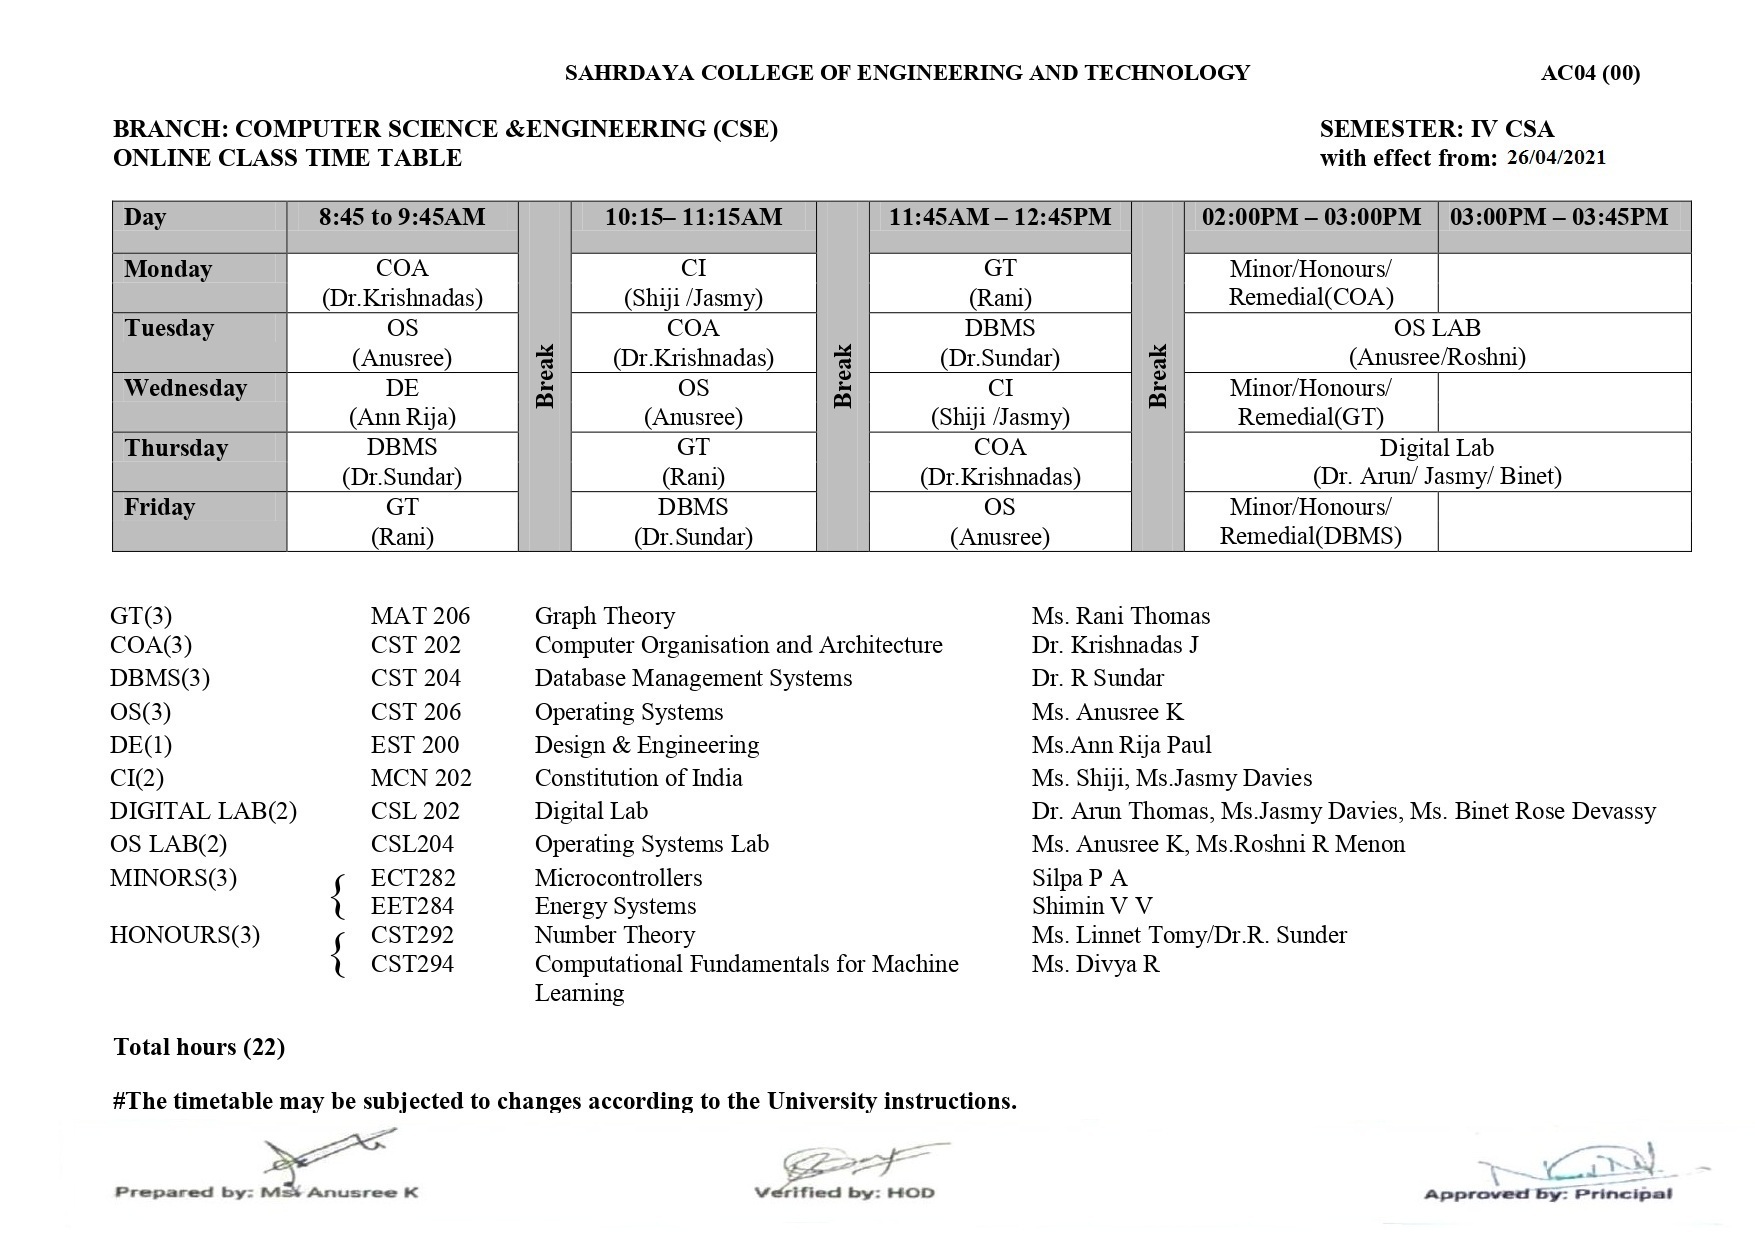 SAHRDAYA COLLEGE OF ENGINEERING AND TECHNOLOGY AC04 (00)
BRANCH: COMPUTER SCIENCE &ENGINEERING (CSE) SEMESTER: IV CSA
ONLINE CLASS TIME TABLE with effect from: 26/04/2021
Day 8:45 to 9:45AM Break 10:15– 11:15AM Break 11:45AM – 12:45PM Break 02:00PM – 03:00PM 03:00PM – 03:45PM
Monday COA CI GT Minor/Honours/
(Dr.Krishnadas) (Shiji /Jasmy) (Rani) Remedial(COA)
Tuesday OS COA DBMS OS LAB
(Anusree) (Dr.Krishnadas) (Dr.Sundar) (Anusree/Roshni)
Wednesday DE OS CI Minor/Honours/
(Ann Rija) (Anusree) (Shiji /Jasmy) Remedial(GT)
Thursday DBMS GT COA Digital Lab
(Dr.Sundar) (Rani) (Dr.Krishnadas) (Dr. Arun/ Jasmy/ Binet)
Friday GT DBMS OS Minor/Honours/
(Rani) (Dr.Sundar) (Anusree) Remedial(DBMS)
GT(3) MAT 206 Graph Theory Ms. Rani Thomas
COA(3) CST 202 Computer Organisation and Architecture Dr. Krishnadas J
DBMS(3) CST 204 Database Management Systems Dr. R Sundar
OS(3) CST 206 Operating Systems Ms. Anusree K
DE(1) EST 200 Design & Engineering Ms.Ann Rija Paul
CI(2) MCN 202 Constitution of India Ms. Shiji, Ms.Jasmy Davies
DIGITAL LAB(2) CSL 202 Digital Lab Dr. Arun Thomas, Ms.Jasmy Davies, Ms. Binet Rose Devassy
OS LAB(2) CSL204 Operating Systems Lab Ms. Anusree K, Ms.Roshni R Menon
MINORS(3) { ECT282 Microcontrollers Silpa P A
EET284 Energy Systems Shimin V V
HONOURS(3) { CST292 Number Theory Ms. Linnet Tomy/Dr.R. Sunder
CST294 Computational Fundamentals for Machine Ms. Divya R
Learning
Total hours (22)
#The timetable may be subjected to changes according to the University instructions.
Prepared by: Ms. Anusree K Verified by: HOD Approved by: Principal